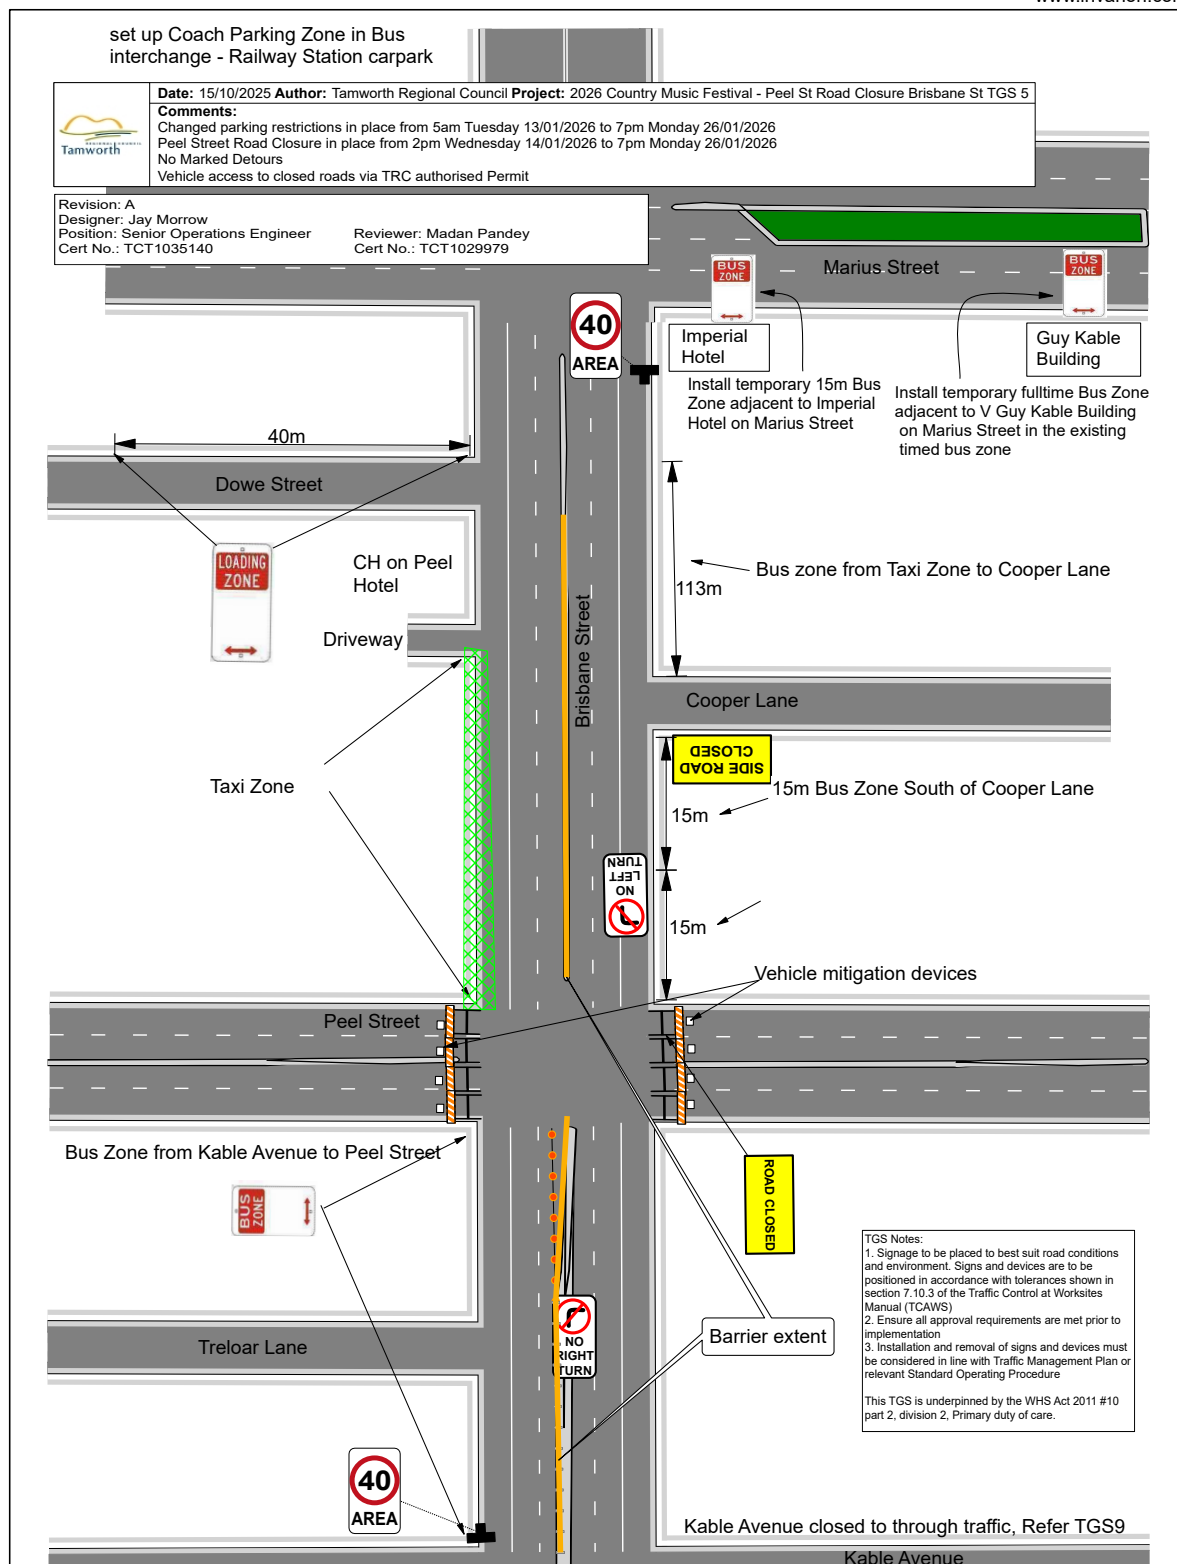 set up Coach Parking Zone in Bus
interchange - Railway Station carpark
Date: 15/10/2025 Author: Tamworth Regional Council Project: 2026 Country Music Festival - Peel St Road Closure Brisbane St TGS 5
Comments:
Changed parking restrictions in place from 5am Tuesday 13/01/2026 to 7pm Monday 26/01/2026
Peel Street Road Closure in place from 2pm Wednesday 14/01/2026 to 7pm Monday 26/01/2026
No Marked Detours
Vehicle access to closed roads via TRC authorised Permit
REGIONAL COUNCIL
Tamworth
Revision: A
Designer: Jay Morrow
Position: Senior Operations Engineer
Cert No.: TCT1035140
Reviewer: Madan Pandey
Cert No.: TCT1029979
Marius Street
BUS
ZONE
BUS
ZONE
40
AREA
Imperial
Hotel
Guy Kable
Building
Install temporary 15m Bus
Zone adjacent to Imperial
Hotel on Marius Street
Install temporary fulltime Bus Zone
adjacent to V Guy Kable Building
on Marius Street in the existing
timed bus zone
40m
Dowe Street
LOADING
ZONE
CH on Peel
Hotel
Driveway
Brisbane Street
113m
Bus zone from Taxi Zone to Cooper Lane
Cooper Lane
SIDE ROAD
CLOSED
Taxi Zone
15m Bus Zone South of Cooper Lane
15m
NO
LEFT
TURN
15m
Vehicle mitigation devices
Peel Street
Bus Zone from Kable Avenue to Peel Street
BUS
ZONE
ROAD CLOSED
TGS Notes:
1. Signage to be placed to best suit road conditions
and environment. Signs and devices are to be
positioned in accordance with tolerances shown in
section 7.10.3 of the Traffic Control at Worksites
Manual (TCAWS)
2. Ensure all approval requirements are met prior to
implementation
3. Installation and removal of signs and devices must
be considered in line with Traffic Management Plan or
relevant Standard Operating Procedure
This TGS is underpinned by the WHS Act 2011 #10
part 2, division 2, Primary duty of care.
NO
RIGHT
TURN
Barrier extent
Treloar Lane
40
AREA
Kable Avenue closed to through traffic, Refer TGS9
Kable Avenue